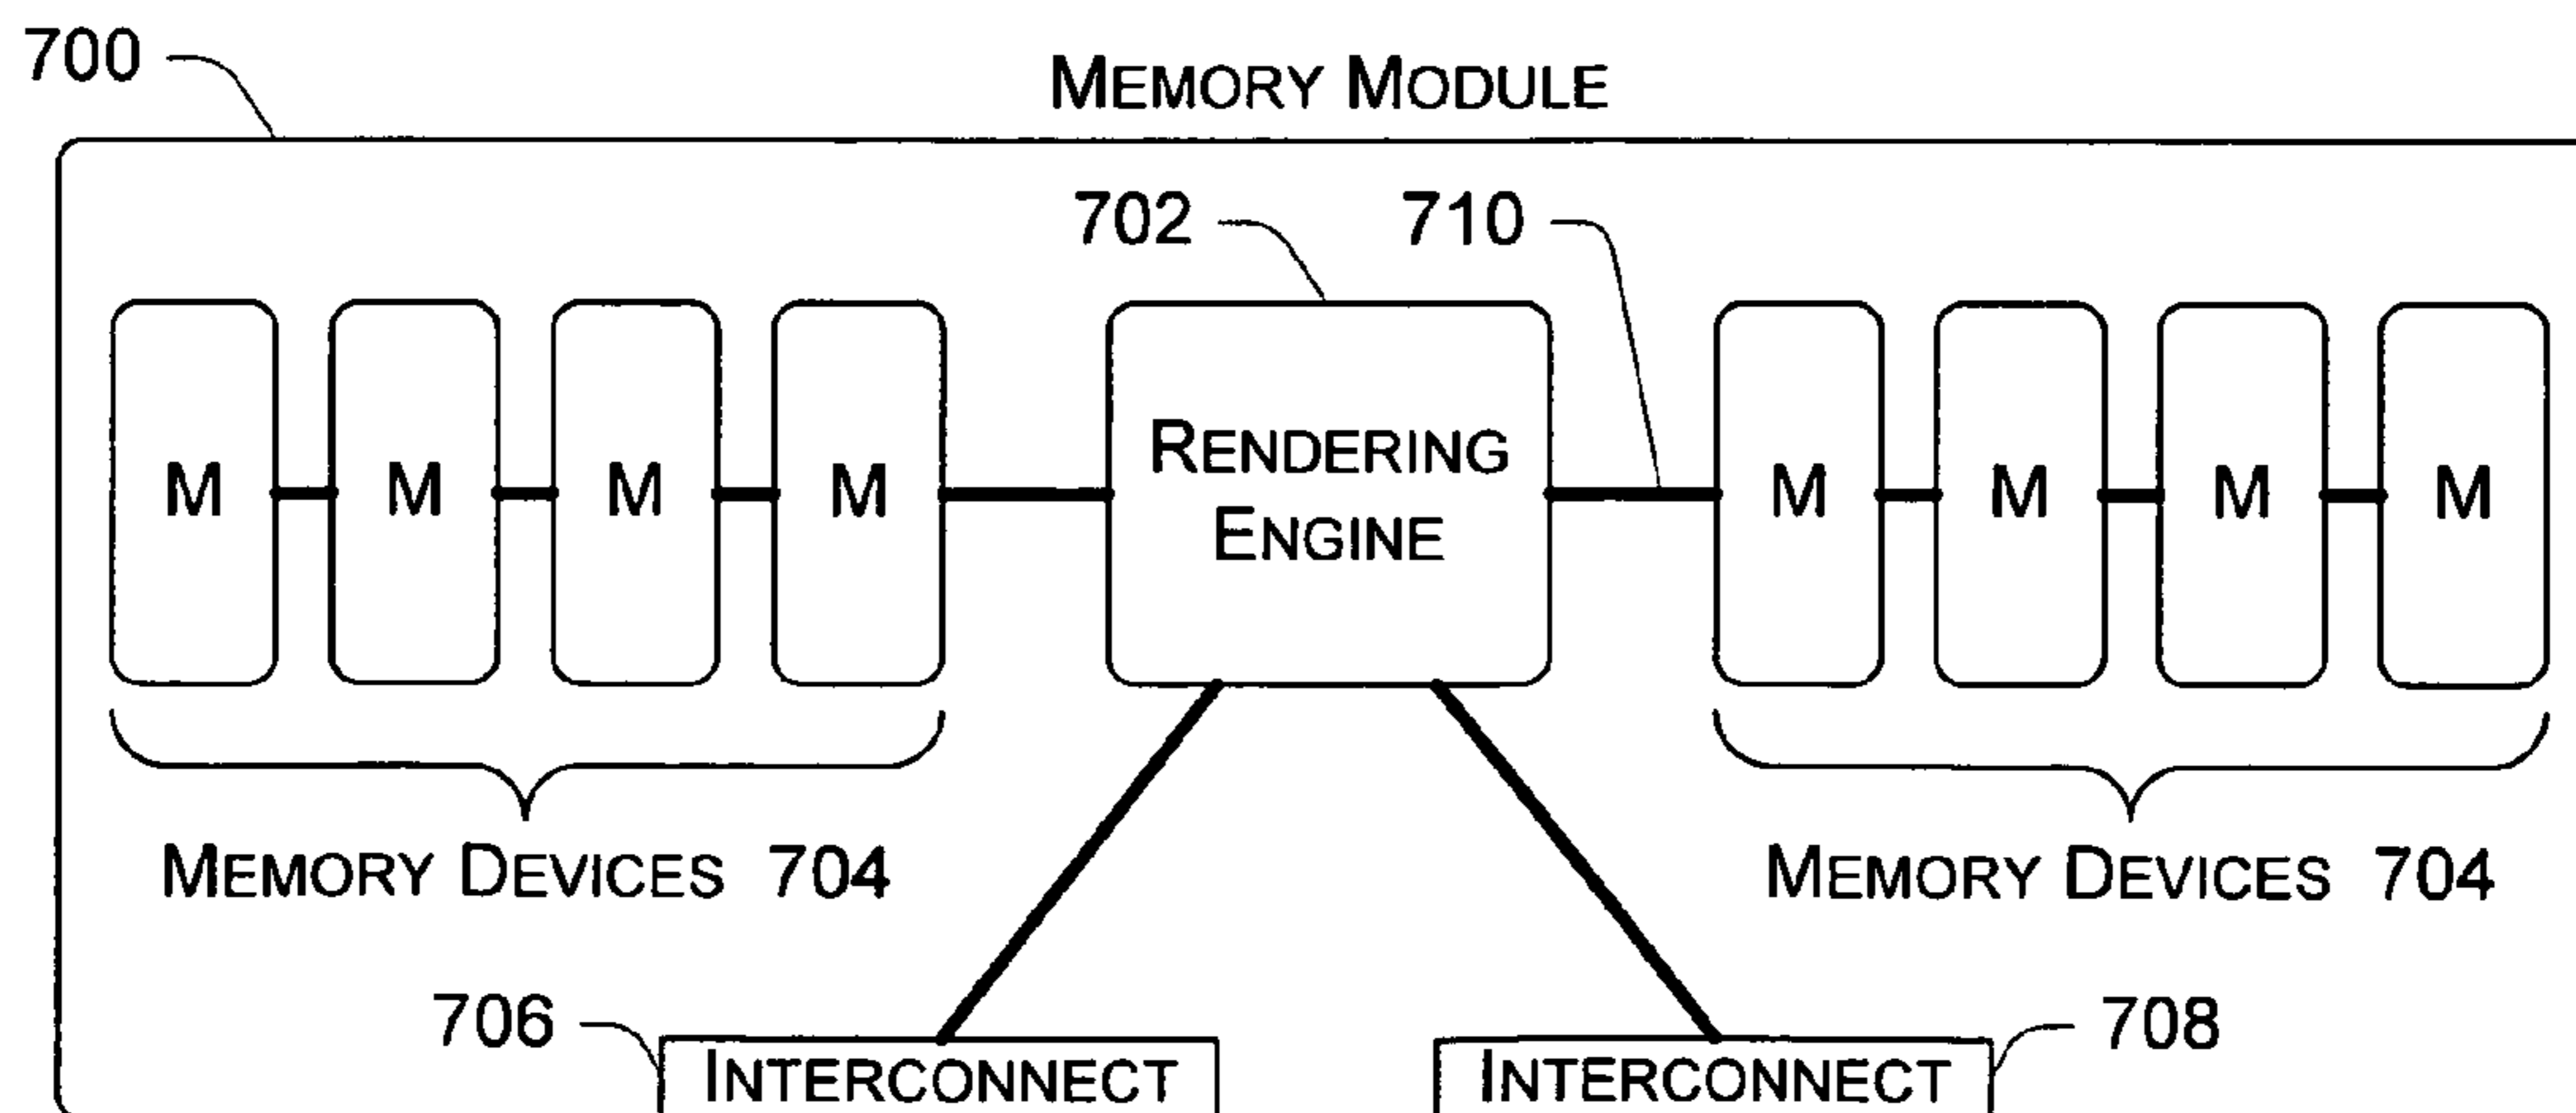 700
MEMORY MODULE
702
710
M M M M RENDERING ENGINE M M M M
MEMORY DEVICES 704
MEMORY DEVICES 704
706
708
INTERCONNECT
INTERCONNECT